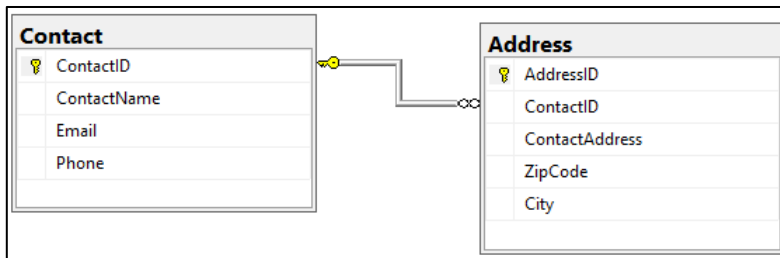 Contact
ContactID
ContactName
Email
Phone
Address
AddressID
ContactID
ContactAddress
ZipCode
City